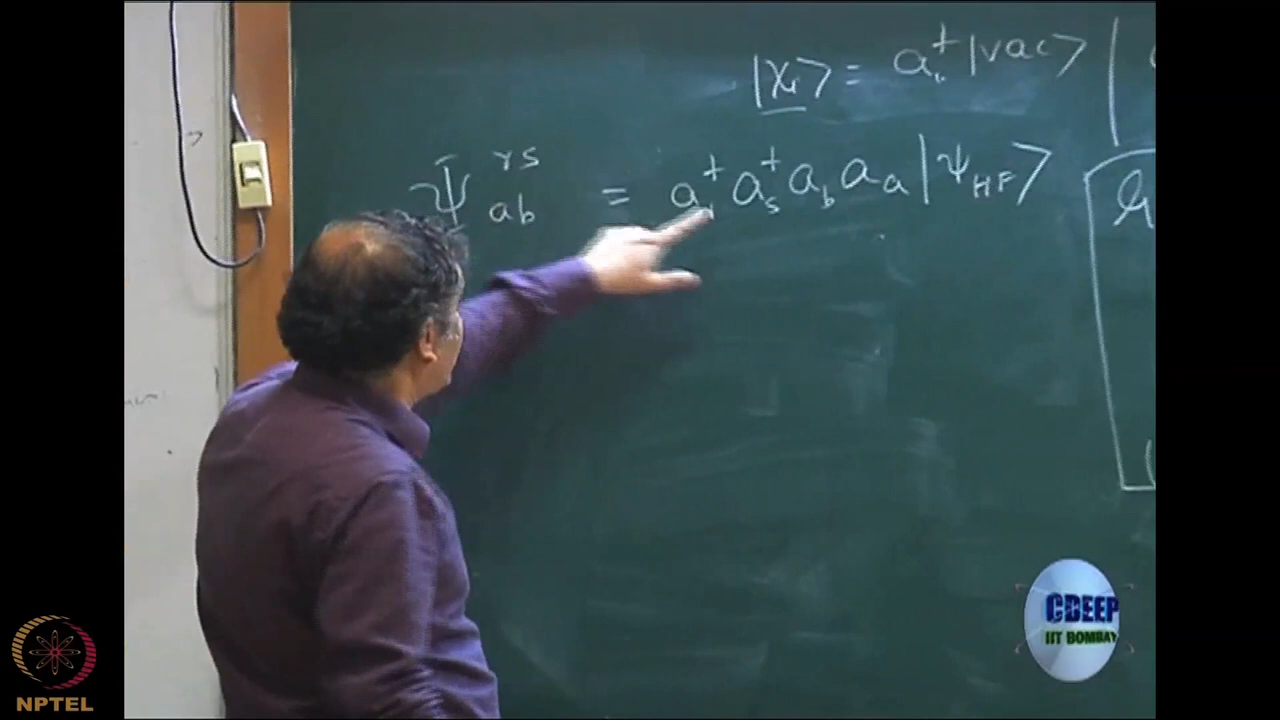 |χᵢ⟩ = aᵢ† |vac⟩
Ψ_ab^rs = a_r† a_s† a_b a_a |Ψ_HF⟩
CDEEP
IIT BOMBAY
NPTEL